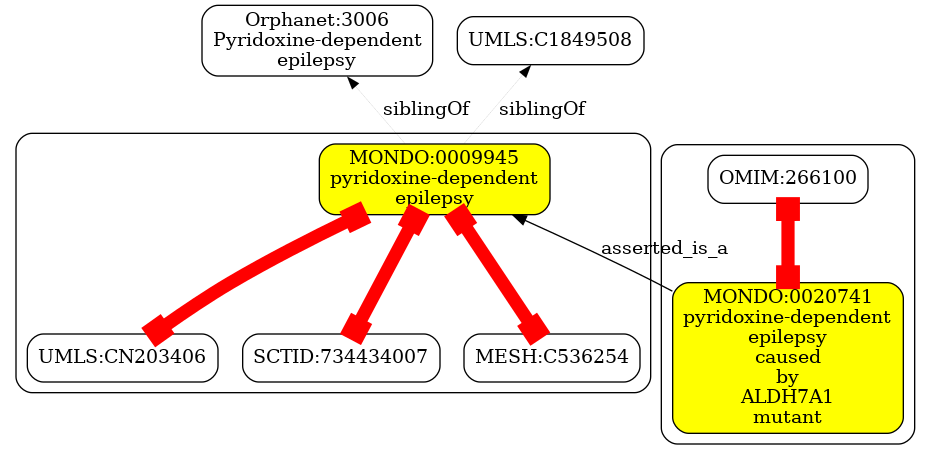 Orphanet:3006
Pyridoxine-dependent
epilepsy
UMLS:C1849508
siblingOf
siblingOf
MONDO:0009945
pyridoxine-dependent
epilepsy
OMIM:266100
asserted_is_a
UMLS:CN203406
SCTID:734434007
MESH:C536254
MONDO:0020741
pyridoxine-dependent
epilepsy
caused
by
ALDH7A1
mutant